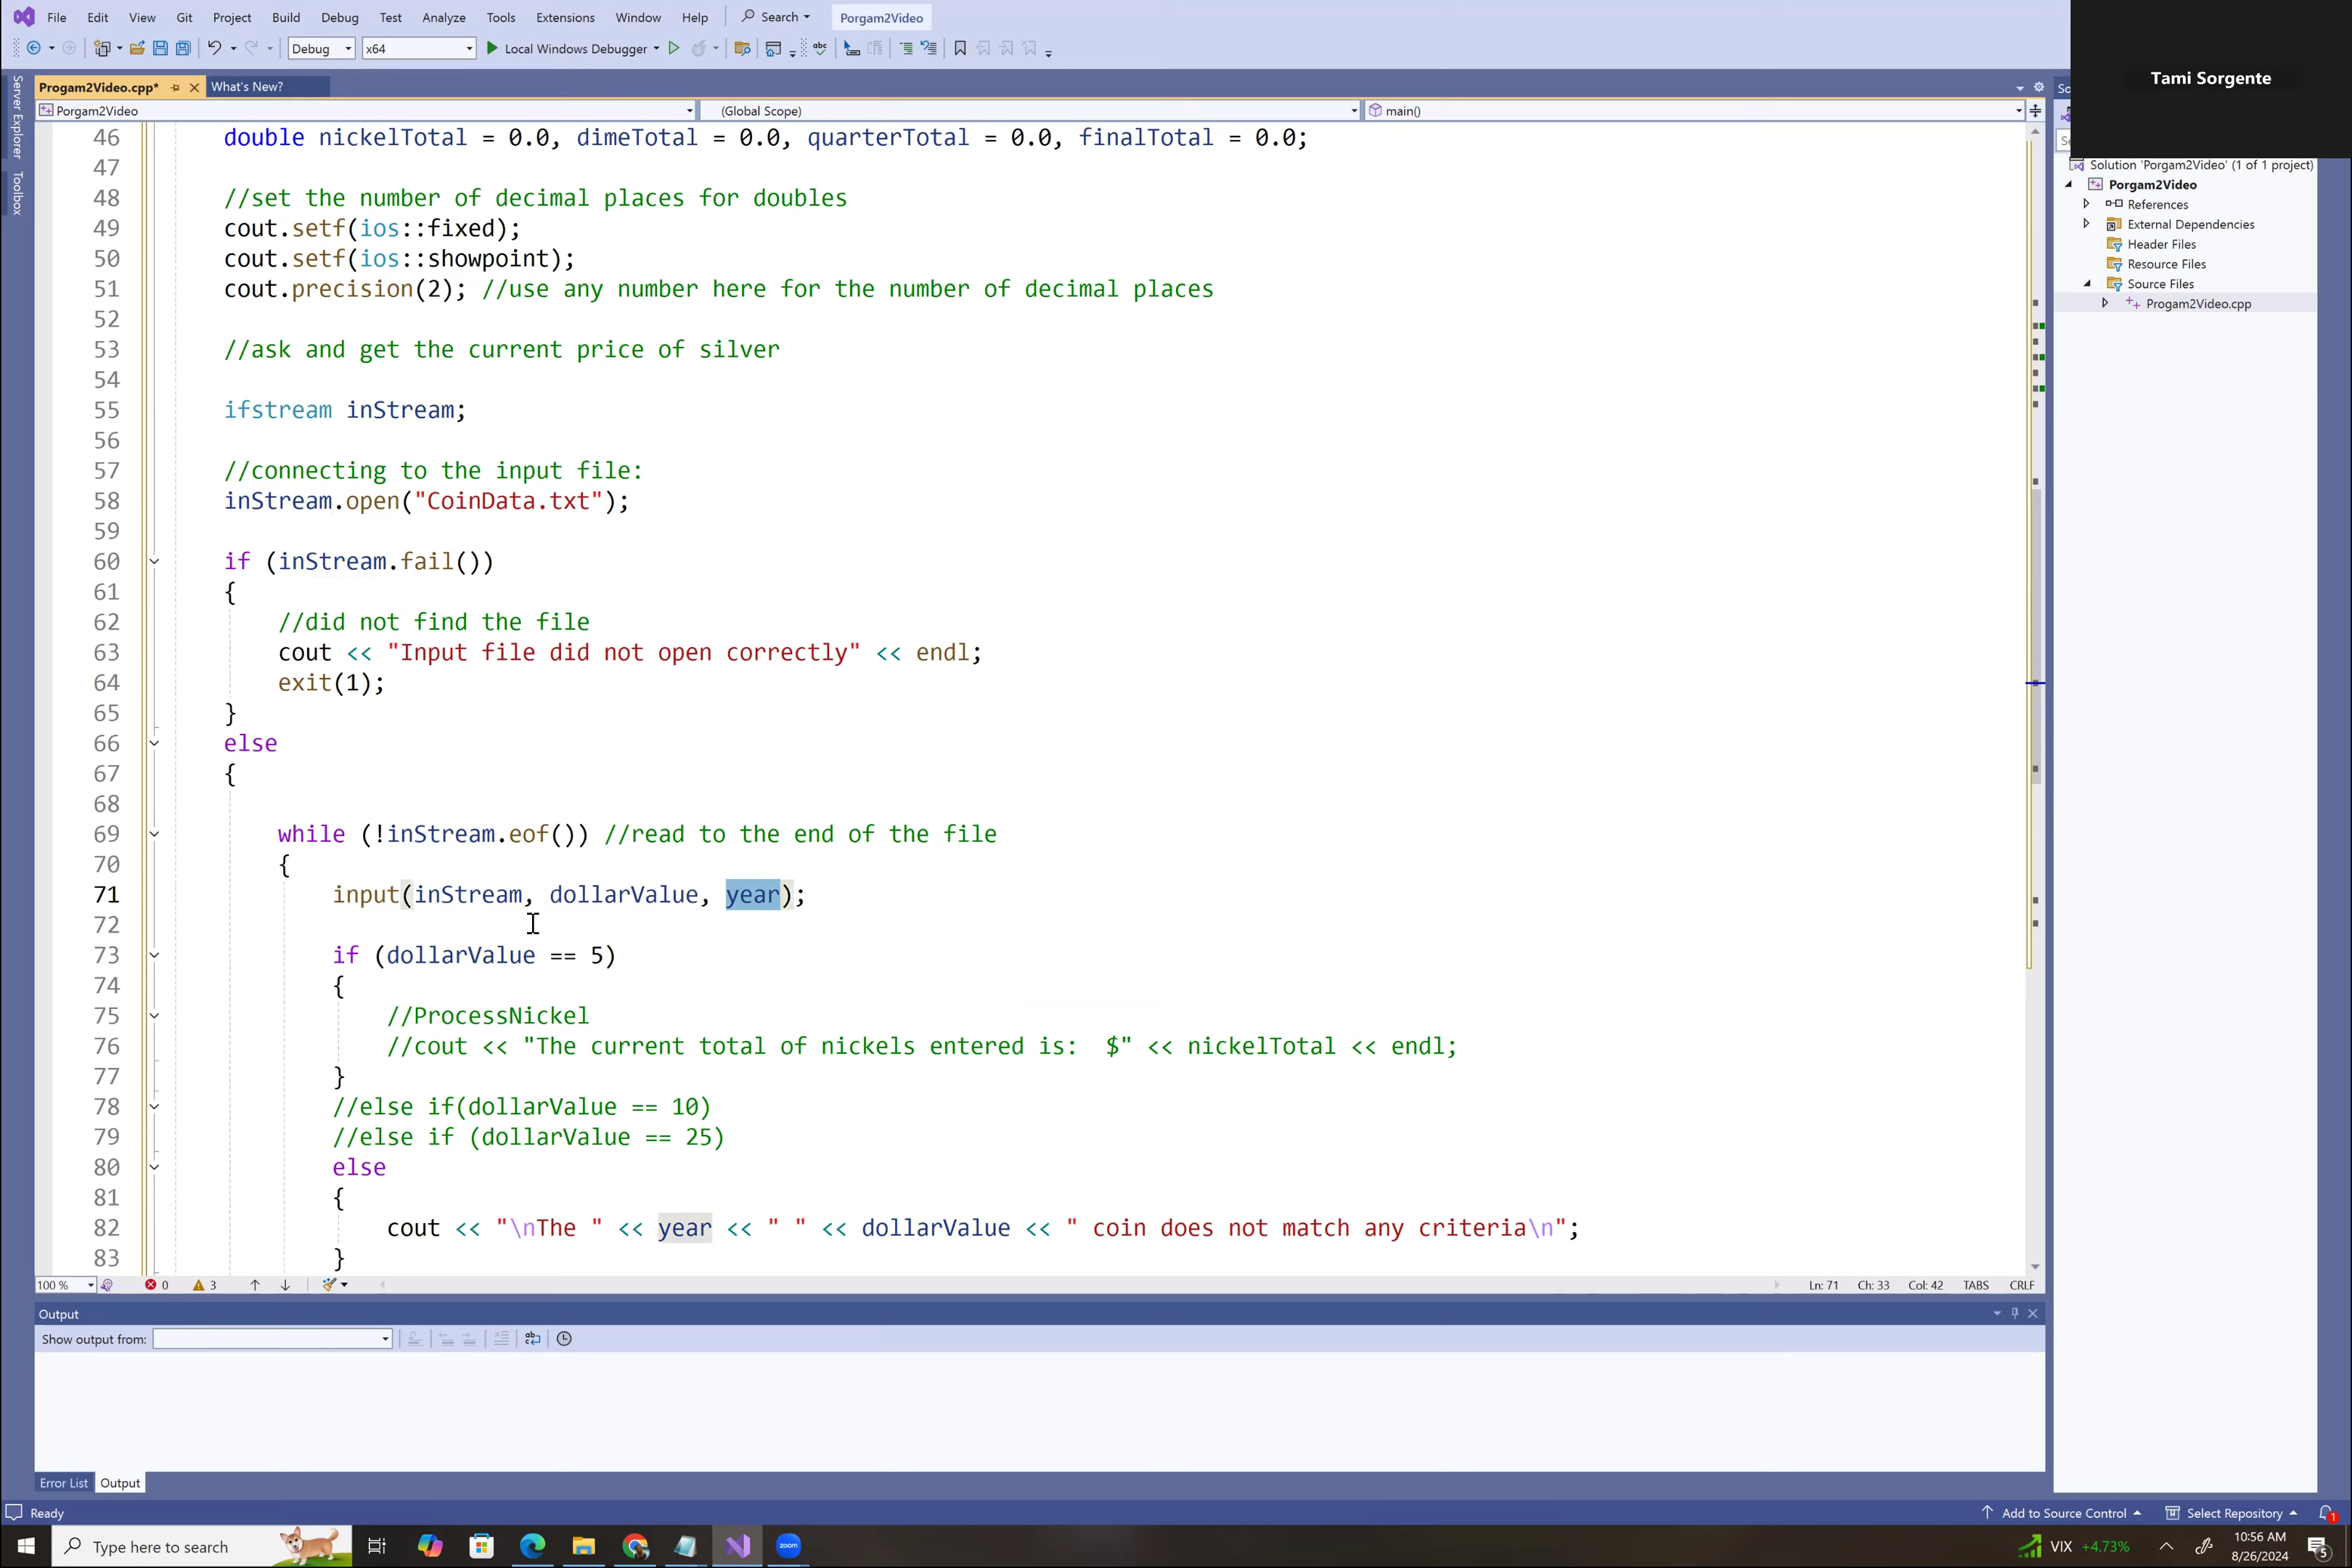 File Edit View Git Project Build Debug Test Analyze Tools Extensions Window Help Search Porgam2Video
Debug x64 Local Windows Debugger
Tami Sorgente
Server Explorer
Toolbox
Progam2Video.cpp* What's New?
Porgam2Video (Global Scope) main()
46 double nickelTotal = 0.0, dimeTotal = 0.0, quarterTotal = 0.0, finalTotal = 0.0;
47
48 //set the number of decimal places for doubles
49 cout.setf(ios::fixed);
50 cout.setf(ios::showpoint);
51 cout.precision(2); //use any number here for the number of decimal places
52
53 //ask and get the current price of silver
54
55 ifstream inStream;
56
57 //connecting to the input file:
58 inStream.open("CoinData.txt");
59
60 if (inStream.fail())
61 {
62 //did not find the file
63 cout << "Input file did not open correctly" << endl;
64 exit(1);
65 }
66 else
67 {
68
69 while (!inStream.eof()) //read to the end of the file
70 {
71 input(inStream, dollarValue, year);
72
73 if (dollarValue == 5)
74 {
75 //ProcessNickel
76 //cout << "The current total of nickels entered is:  $" << nickelTotal << endl;
77 }
78 //else if(dollarValue == 10)
79 //else if (dollarValue == 25)
80 else
81 {
82 cout << "\nThe " << year << " " << dollarValue << " coin does not match any criteria\n";
83 }
100 % 0 3 Ln: 71 Ch: 33 Col: 42 TABS CRLF
Output
Show output from:
Error List Output
So
Se
Solution 'Porgam2Video' (1 of 1 project)
Porgam2Video
References
External Dependencies
Header Files
Resource Files
Source Files
Progam2Video.cpp
Ready Add to Source Control Select Repository 1
Type here to search zoom VIX +4.73% 10:56 AM
8/26/2024 5